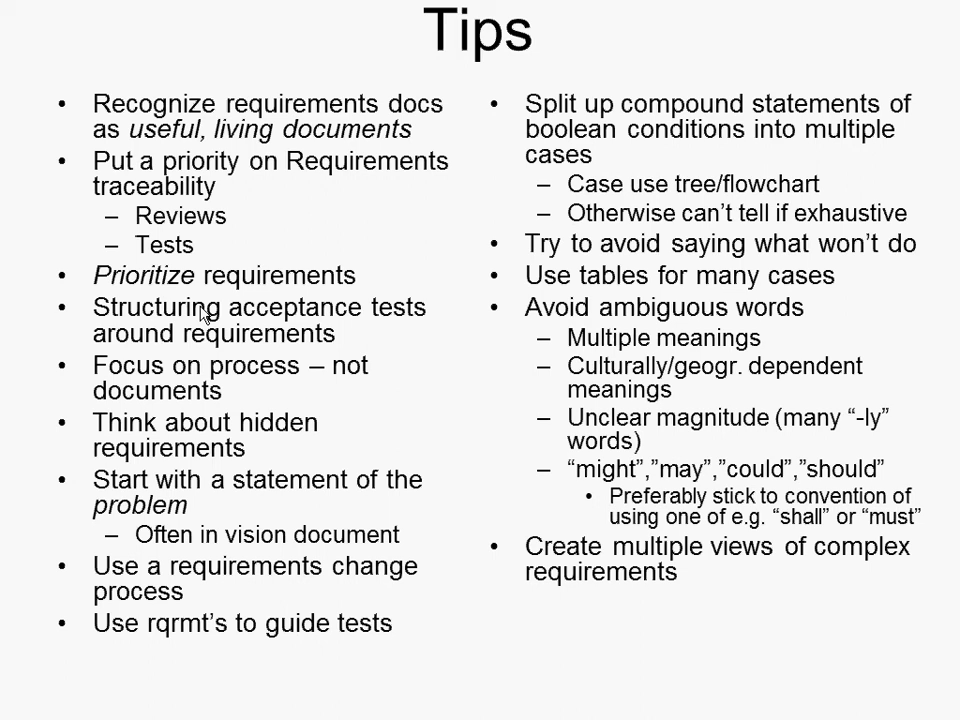 Tips
• Recognize requirements docs
as useful, living documents
• Put a priority on Requirements
traceability
– Reviews
– Tests
• Prioritize requirements
• Structuring acceptance tests
around requirements
• Focus on process – not
documents
• Think about hidden
requirements
• Start with a statement of the
problem
– Often in vision document
• Use a requirements change
process
• Use rqrmt’s to guide tests
• Split up compound statements of
boolean conditions into multiple
cases
– Case use tree/flowchart
– Otherwise can’t tell if exhaustive
• Try to avoid saying what won’t do
• Use tables for many cases
• Avoid ambiguous words
– Multiple meanings
– Culturally/geogr. dependent
meanings
– Unclear magnitude (many “-ly”
words)
– “might”,”may”,”could”,”should”
• Preferably stick to convention of
using one of e.g. “shall” or “must”
• Create multiple views of complex
requirements